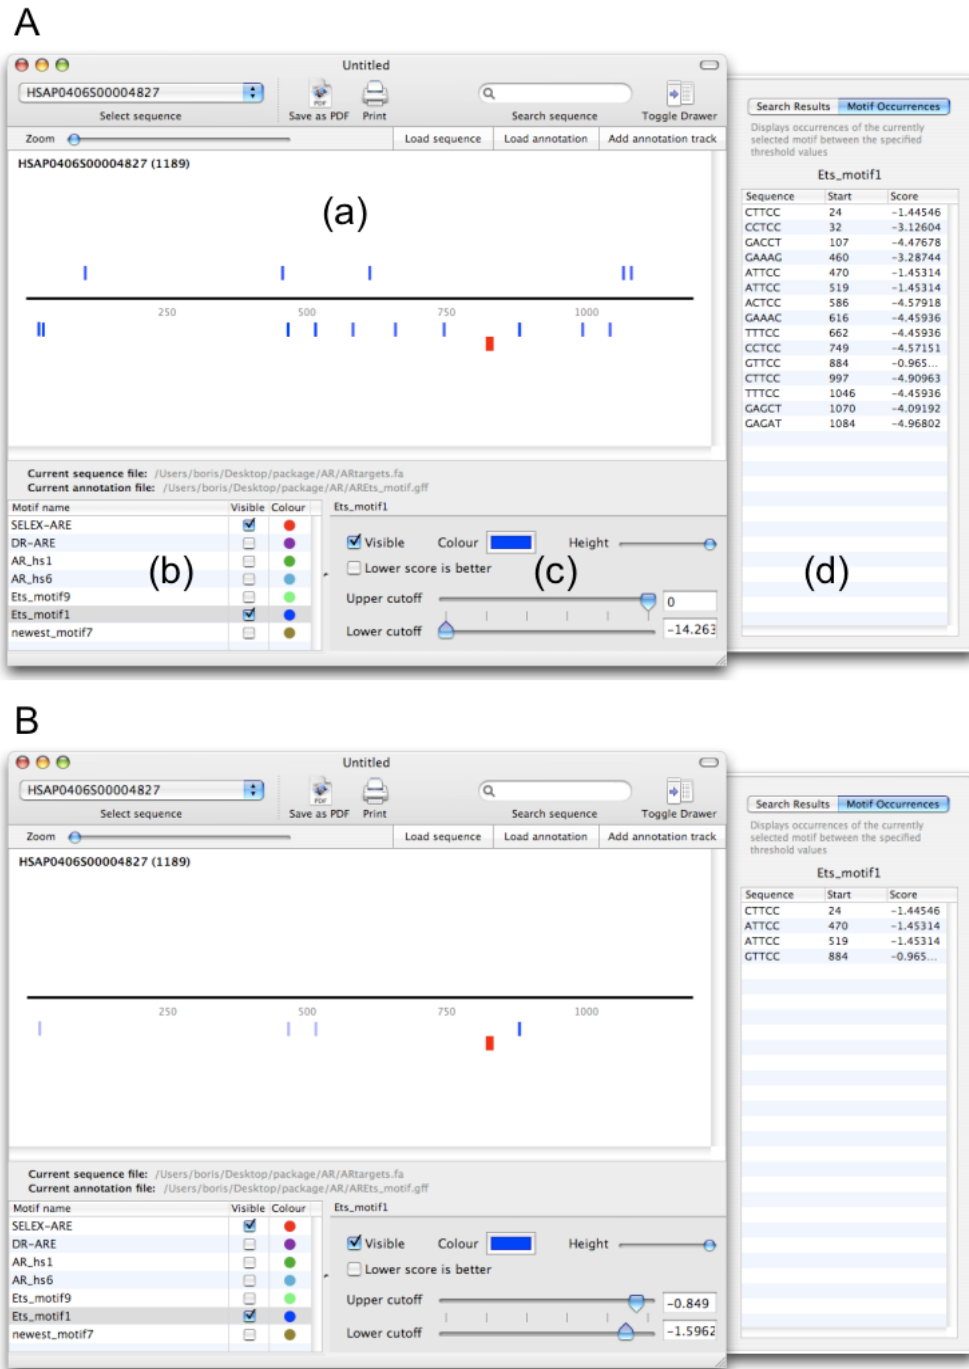 A
Untitled
HSAP0406S00004827
Select sequence
PDF
Save as PDF
Print
Search sequence
Toggle Drawer
Zoom
Load sequence
Load annotation
Add annotation track
HSAP0406S00004827 (1189)
(a)
250 500 750 1000
Current sequence file: /Users/boris/Desktop/package/AR/ARtargets.fa
Current annotation file: /Users/boris/Desktop/package/AR/AREts_motif.gff
Motif name Visible Colour
SELEX-ARE
DR-ARE
AR_hs1
AR_hs6
Ets_motif9
Ets_motif1
newest_motif7
(b)
Ets_motif1
Visible Colour Height
Lower score is better
(c)
Upper cutoff 0
Lower cutoff -14.263
Search Results Motif Occurrences
Displays occurrences of the currently
selected motif between the specified
threshold values
Ets_motif1
Sequence Start Score
CTTCC 24 -1.44546
CCTCC 32 -3.12604
GACCT 107 -4.47678
GAAAG 460 -3.28744
ATTCC 470 -1.45314
ATTCC 519 -1.45314
ACTCC 586 -4.57918
GAAAC 616 -4.45936
TTTCC 662 -4.45936
CCTCC 749 -4.57151
GTTCC 884 -0.965...
CTTCC 997 -4.90963
TTTCC 1046 -4.45936
GAGCT 1070 -4.09192
GAGAT 1084 -4.96802
(d)
B
Untitled
HSAP0406S00004827
Select sequence
PDF
Save as PDF
Print
Search sequence
Toggle Drawer
Zoom
Load sequence
Load annotation
Add annotation track
HSAP0406S00004827 (1189)
250 500 750 1000
Current sequence file: /Users/boris/Desktop/package/AR/ARtargets.fa
Current annotation file: /Users/boris/Desktop/package/AR/AREts_motif.gff
Motif name Visible Colour
SELEX-ARE
DR-ARE
AR_hs1
AR_hs6
Ets_motif9
Ets_motif1
newest_motif7
Ets_motif1
Visible Colour Height
Lower score is better
Upper cutoff -0.849
Lower cutoff -1.5962
Search Results Motif Occurrences
Displays occurrences of the currently
selected motif between the specified
threshold values
Ets_motif1
Sequence Start Score
CTTCC 24 -1.44546
ATTCC 470 -1.45314
ATTCC 519 -1.45314
GTTCC 884 -0.965...